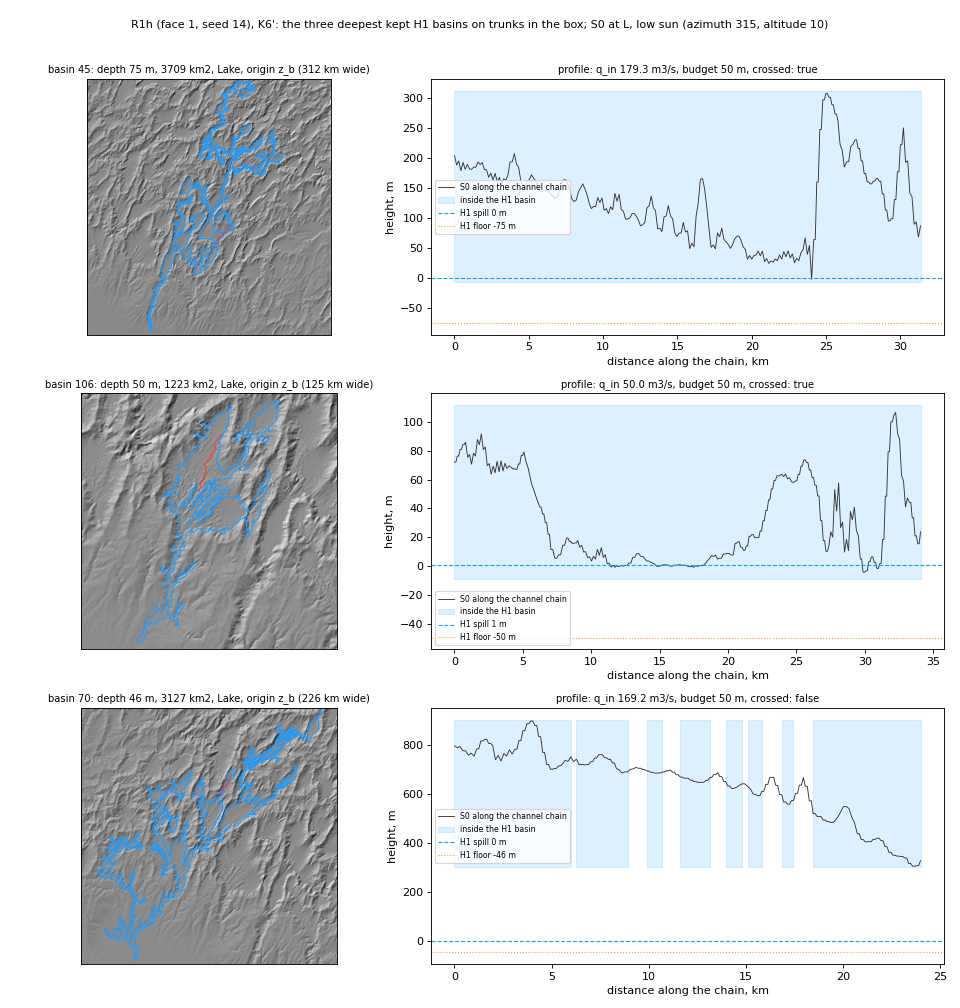 R1h (face 1, seed 14), K6': the three deepest kept H1 basins on trunks in the box; S0 at L, low sun (azimuth 315, altitude 10)
basin 45: depth 75 m, 3709 km2, Lake, origin z_b (312 km wide)
profile: q_in 179.3 m3/s, budget 50 m, crossed: true
height, m
300
250
200
150
100
50
0
−50
S0 along the channel chain
inside the H1 basin
H1 spill 0 m
H1 floor -75 m
0 5 10 15 20 25 30
distance along the chain, km
basin 106: depth 50 m, 1223 km2, Lake, origin z_b (125 km wide)
profile: q_in 50.0 m3/s, budget 50 m, crossed: true
height, m
100
80
60
40
20
0
−20
−40
S0 along the channel chain
inside the H1 basin
H1 spill 1 m
H1 floor -50 m
0 5 10 15 20 25 30 35
distance along the chain, km
basin 70: depth 46 m, 3127 km2, Lake, origin z_b (226 km wide)
profile: q_in 169.2 m3/s, budget 50 m, crossed: false
height, m
800
600
400
200
0
S0 along the channel chain
inside the H1 basin
H1 spill 0 m
H1 floor -46 m
0 5 10 15 20 25
distance along the chain, km